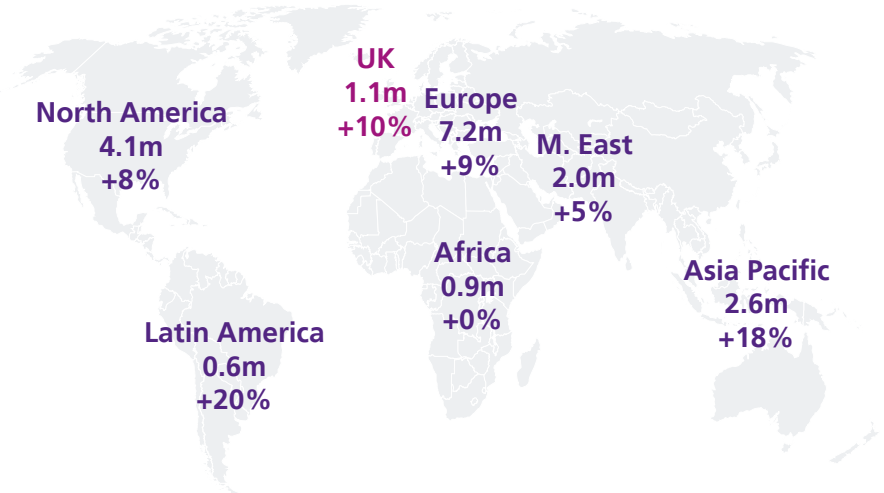 UK
1.1m
+10%
North America
4.1m
+8%
Europe
7.2m
+9%
M. East
2.0m
+5%
Africa
0.9m
+0%
Asia Pacific
2.6m
+18%
Latin America
0.6m
+20%